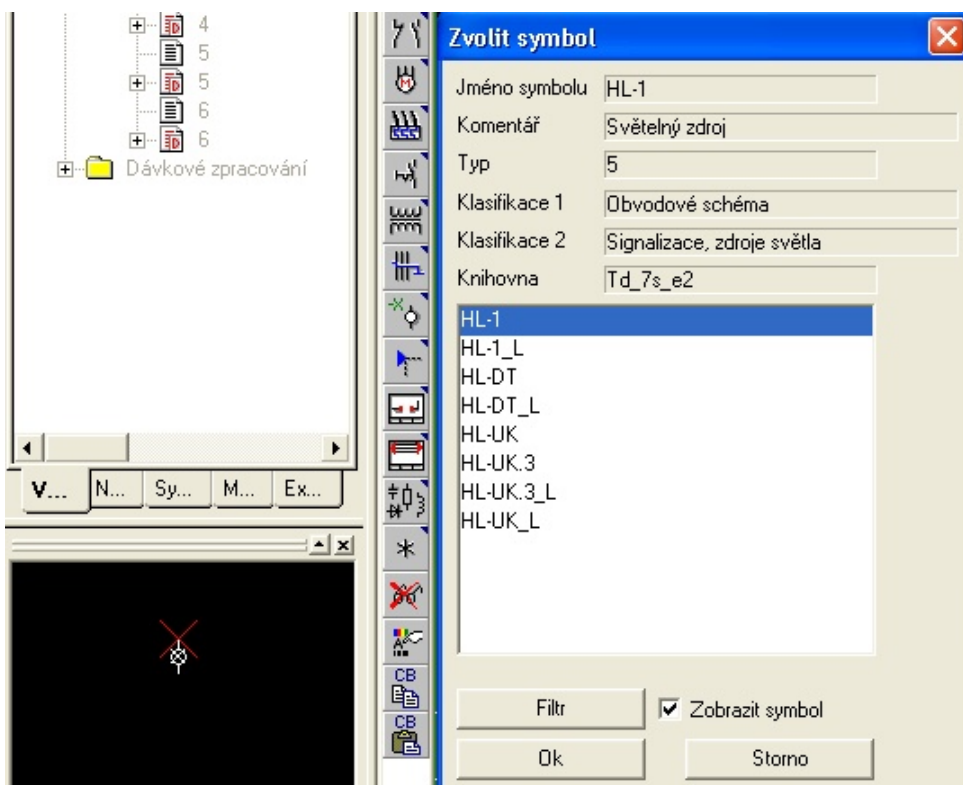 4
5
5
6
6
Dávkové zpracování
V...
N...
Sy...
M...
Ex...
M
-X
CB
CB
Zvolit symbol
Jméno symbolu HL-1
Komentář Světelný zdroj
Typ 5
Klasifikace 1 Obvodové schéma
Klasifikace 2 Signalizace, zdroje světla
Knihovna Td_7s_e2
HL-1
HL-1_L
HL-DT
HL-DT_L
HL-UK
HL-UK.3
HL-UK.3_L
HL-UK_L
Filtr
Zobrazit symbol
Ok
Storno